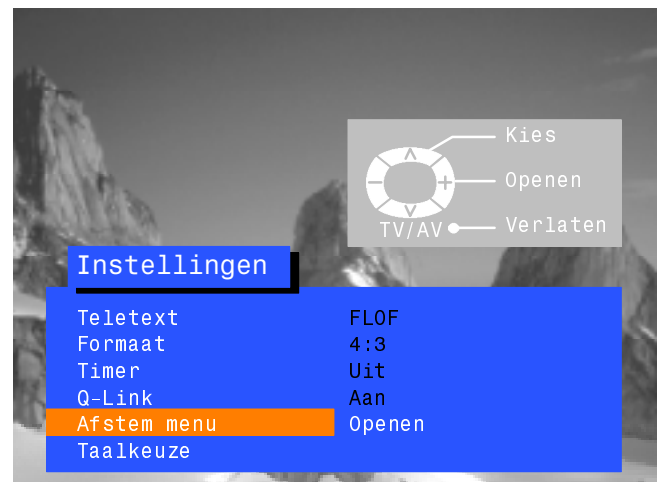 Kies
Openen
TV/AV Verlaten
Instellingen
Teletext FLOF
Formaat 4:3
Timer Uit
Q-Link Aan
Afstem menu Openen
Taalkeuze